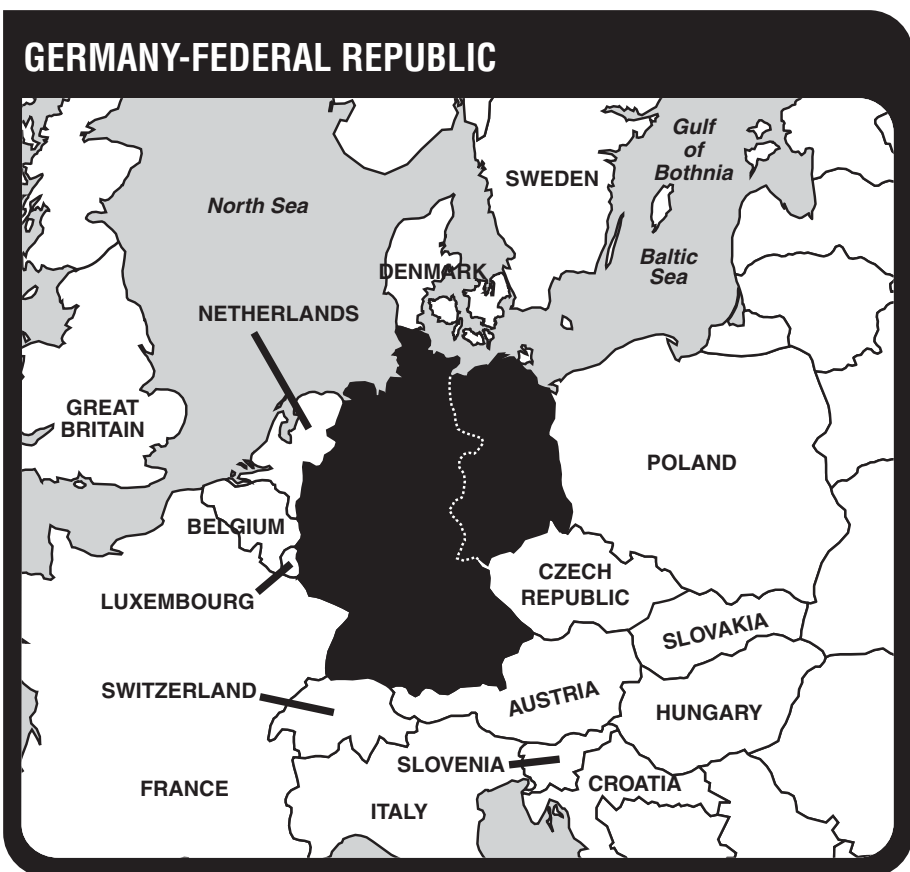 GERMANY-FEDERAL REPUBLIC
Gulf
of
Bothnia
SWEDEN
North Sea
Baltic
Sea
DENMARK
NETHERLANDS
GREAT
BRITAIN
POLAND
BELGIUM
CZECH
REPUBLIC
LUXEMBOURG
SLOVAKIA
SWITZERLAND
AUSTRIA
HUNGARY
SLOVENIA
CROATIA
FRANCE
ITALY